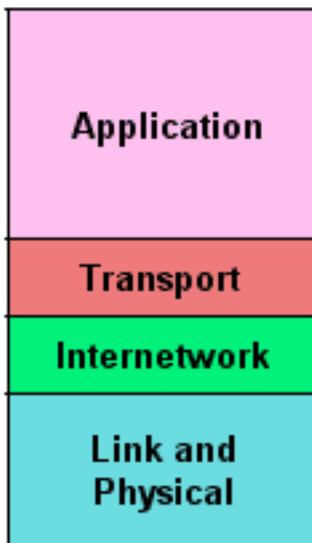 Application
Transport
Internetwork
Link and
Physical